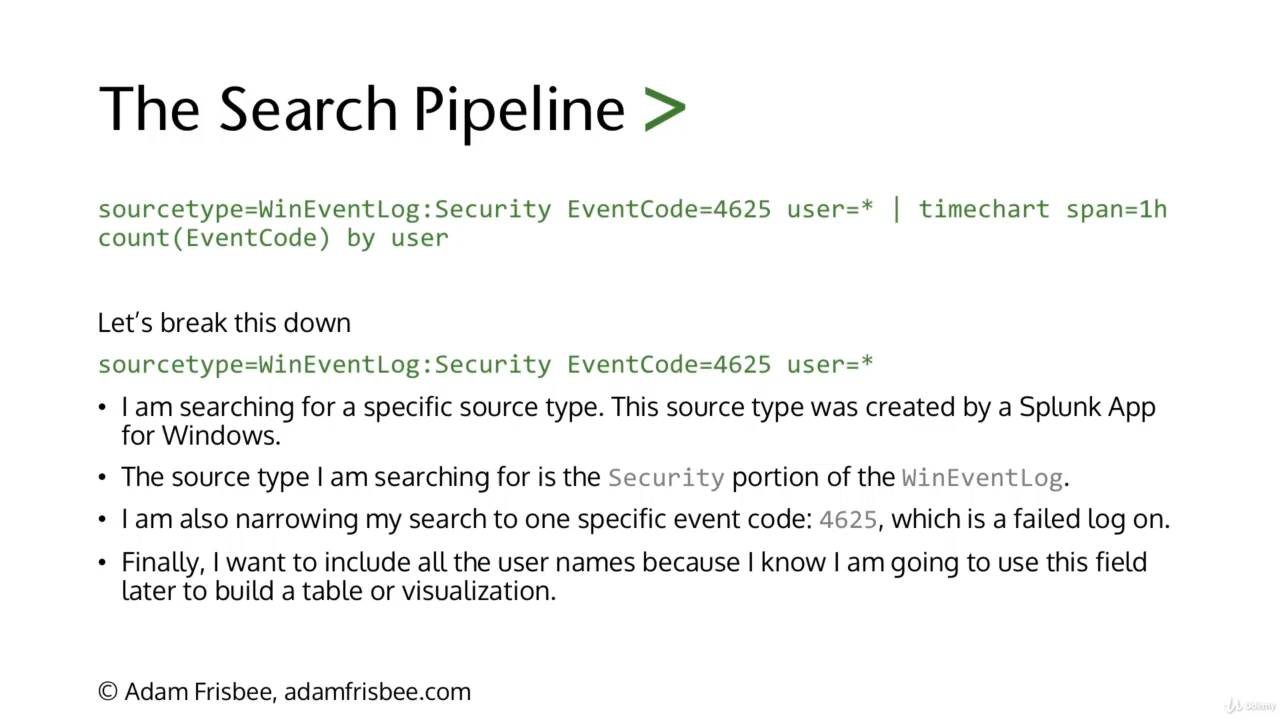 The Search Pipeline >
sourcetype=WinEventLog:Security EventCode=4625 user=* | timechart span=1h
count(EventCode) by user
Let’s break this down
sourcetype=WinEventLog:Security EventCode=4625 user=*
• I am searching for a specific source type. This source type was created by a Splunk App
for Windows.
• The source type I am searching for is the Security portion of the WinEventLog.
• I am also narrowing my search to one specific event code: 4625, which is a failed log on.
• Finally, I want to include all the user names because I know I am going to use this field
later to build a table or visualization.
© Adam Frisbee, adamfrisbee.com
Udemy